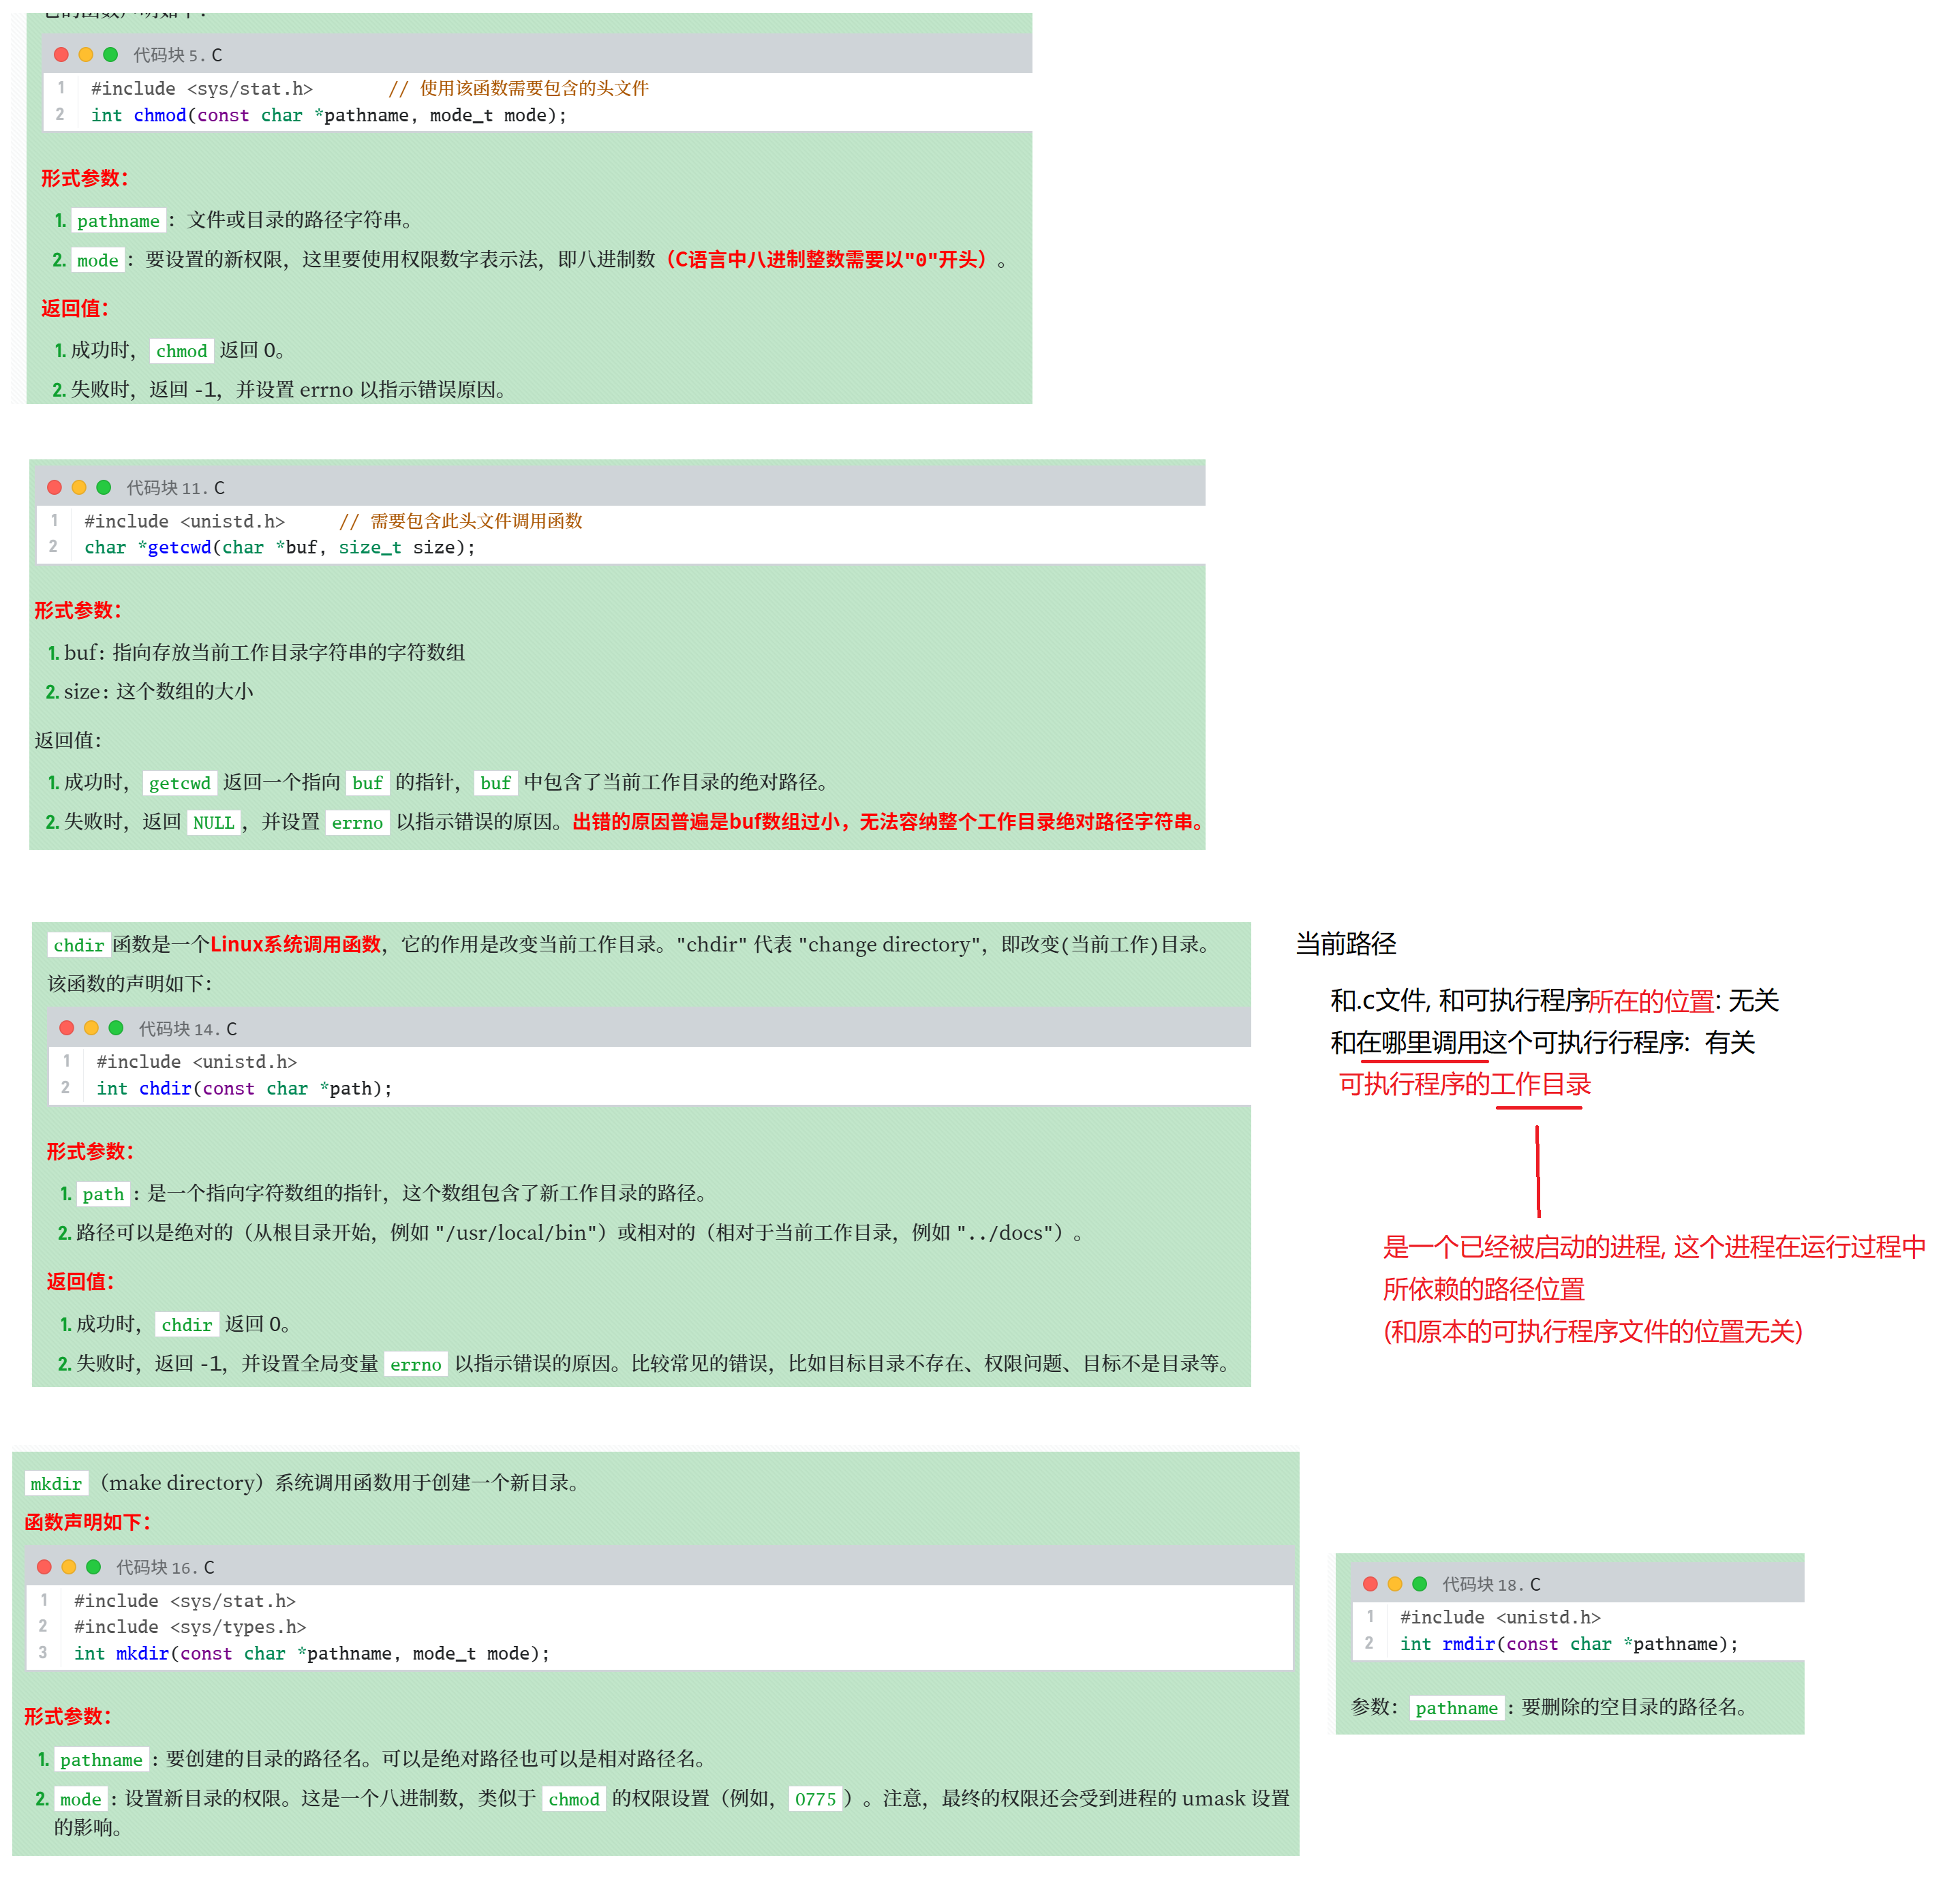 代码块 5. C
1 #include <sys/stat.h> // 使用该函数需要包含的头文件
2 int chmod(const char *pathname, mode_t mode);
形式参数：
1. pathname： 文件或目录的路径字符串。
2. mode： 要设置的新权限，这里要使用权限数字表示法，即八进制数（C语言中八进制整数需要以"0"开头）。
返回值：
1. 成功时， chmod 返回 0。
2. 失败时，返回 -1，并设置 errno 以指示错误原因。
代码块 11. C
1 #include <unistd.h> // 需要包含此头文件调用函数
2 char *getcwd(char *buf, size_t size);
形式参数：
1. buf：指向存放当前工作目录字符串的字符数组
2. size：这个数组的大小
返回值：
1. 成功时， getcwd 返回一个指向 buf 的指针， buf 中包含了当前工作目录的绝对路径。
2. 失败时，返回 NULL ，并设置 errno 以指示错误的原因。出错的原因普遍是buf数组过小，无法容纳整个工作目录绝对路径字符串。
chdir 函数是一个Linux系统调用函数，它的作用是改变当前工作目录。"chdir" 代表 "change directory"，即改变(当前工作)目录。
该函数的声明如下：
代码块 14. C
1 #include <unistd.h>
2 int chdir(const char *path);
形式参数：
1. path：是一个指向字符数组的指针，这个数组包含了新工作目录的路径。
2. 路径可以是绝对的（从根目录开始，例如 "/usr/local/bin"）或相对的（相对于当前工作目录，例如 "../docs"）。
返回值：
1. 成功时， chdir 返回 0。
2. 失败时，返回 -1，并设置全局变量 errno 以指示错误的原因。比较常见的错误，比如目标目录不存在、权限问题、目标不是目录等。
当前路径
和.c文件, 和可执行程序所在的位置: 无关
和在哪里调用这个可执行行程序: 有关
可执行程序的工作目录
是一个已经被启动的进程, 这个进程在运行过程中
所依赖的路径位置
(和原本的可执行程序文件的位置无关)
mkdir （make directory）系统调用函数用于创建一个新目录。
函数声明如下：
代码块 16. C
1 #include <sys/stat.h>
2 #include <sys/types.h>
3 int mkdir(const char *pathname, mode_t mode);
形式参数：
1. pathname：要创建的目录的路径名。可以是绝对路径也可以是相对路径名。
2. mode：设置新目录的权限。这是一个八进制数，类似于 chmod 的权限设置（例如， 0775 ）。注意，最终的权限还会受到进程的 umask 设置
的影响。
代码块 18. C
1 #include <unistd.h>
2 int rmdir(const char *pathname);
参数： pathname：要删除的空目录的路径名。